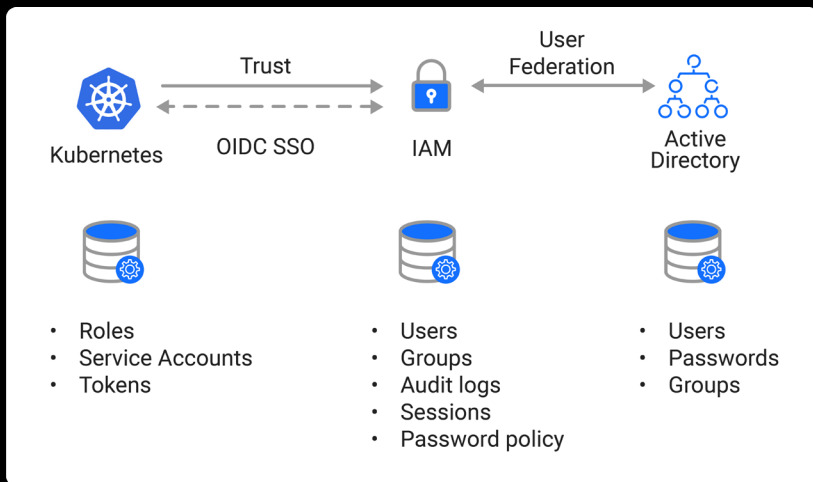 Trust
User
Federation
Kubernetes
OIDC SSO
IAM
Active
Directory
• Roles
• Service Accounts
• Tokens
• Users
• Groups
• Audit logs
• Sessions
• Password policy
• Users
• Passwords
• Groups